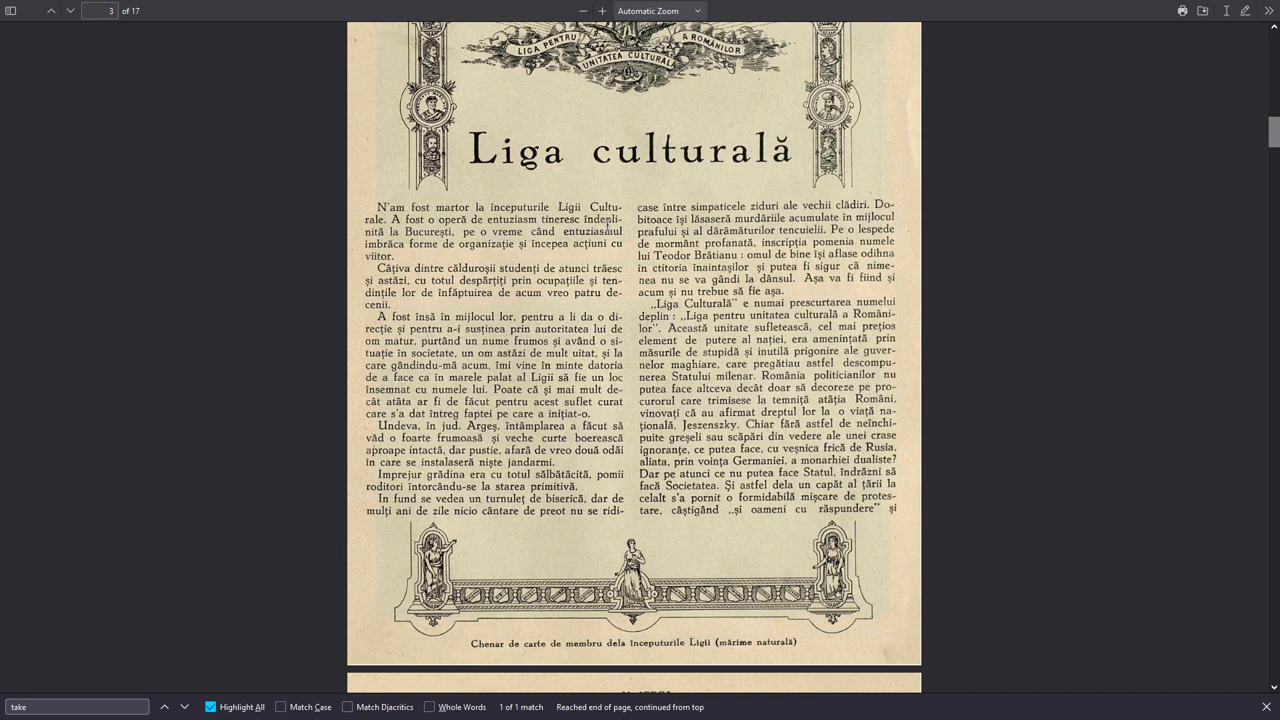 3
of 17
Automatic Zoom
LIGA PENTRU
A ROMÂNILOR
UNITATEA CULTURALĂ
Liga culturală
N'am fost martor la începuturile Ligii Cultu-
rale. A fost o operă de entuziasm tineresc îndepli-
nită la București, pe o vreme când entuziasmul
imbrăca forme de organizație și începea acțiuni cu
viitor.
Câțiva dintre călduroșii studenți de atunci trăesc
și astăzi, cu totul despărțiți prin ocupațiile și ten-
dințile lor de înfăptuirea de acum vreo patru de-
cenii.
A fost însă în mijlocul lor, pentru a li da o di-
recție și pentru a-i susținea prin autoritatea lui de
om matur, purtând un nume frumos și având o si-
tuație în societate, un om astăzi de mult uitat, și la
care gândindu-mă acum, îmi vine în minte datoria
de a face ca în marele palat al Ligii să fie un loc
însemnat cu numele lui. Poate că și mai mult de-
cât atâta ar fi de făcut pentru acest suflet curat
care s'a dat întreg faptei pe care a inițiat-o.
Undeva, în jud. Argeș, întâmplarea a făcut să
văd o foarte frumoasă și veche curte boerească
aproape intactă, dar pustie, afară de vreo două odăi
în care se instalaseră niște jandarmi.
Imprejur grădina era cu totul sălbătăcită, pomii
roditori întorcându-se la starea primitivă.
In fund se vedea un turnuleț de biserică, dar de
mulți ani de zile nicio cântare de preot nu se ridi-
case între simpaticele ziduri ale vechii clădiri. Do-
bitoace își lăsaseră murdăriile acumulate în mijlocul
prafului și al dărâmăturilor tencuielii. Pe o lespede
de mormânt profanată, inscripția pomenia numele
lui Teodor Brătianu : omul de bine își aflase odihna
în ctitoria înaintașilor și putea fi sigur că nime-
nea nu se va gândi la dânsul. Așa va fi fiind și
acum și nu trebue să fie așa.
„Liga Culturală" e numai prescurtarea numelui
deplin : „Liga pentru unitatea culturală a Români-
lor". Această unitate sufletească, cel mai prețios
element de putere al nației, era amenințată prin
măsurile de stupidă și inutilă prigonire ale guver-
nelor maghiare, care pregătiau astfel descompu-
nerea Statului milenar. România politicianilor nu
putea face altceva decât doar să decoreze pe pro-
curorul care trimisese la temniță atâția Români,
vinovați că au afirmat dreptul lor la o viață na-
țională, Jeszenszky. Chiar fără astfel de neînchi-
puite greșeli sau scăpări din vedere ale unei crase
ignoranțe, ce putea face, cu veșnica frică de Rusia,
aliata, prin voința Germaniei, a monarhiei dualiste?
Dar pe atunci ce nu putea face Statul, îndrăzni să
facă Societatea. Și astfel dela un capăt al țării la
celalt s'a pornit o formidabilă mișcare de protes-
tare, câștigând „și oameni cu răspundere" și
Chenar de carte de membru dela începuturile Ligii (mărime naturală)
take
Highlight All
Match Case
Match Diacritics
Whole Words
1 of 1 match
Reached end of page, continued from top